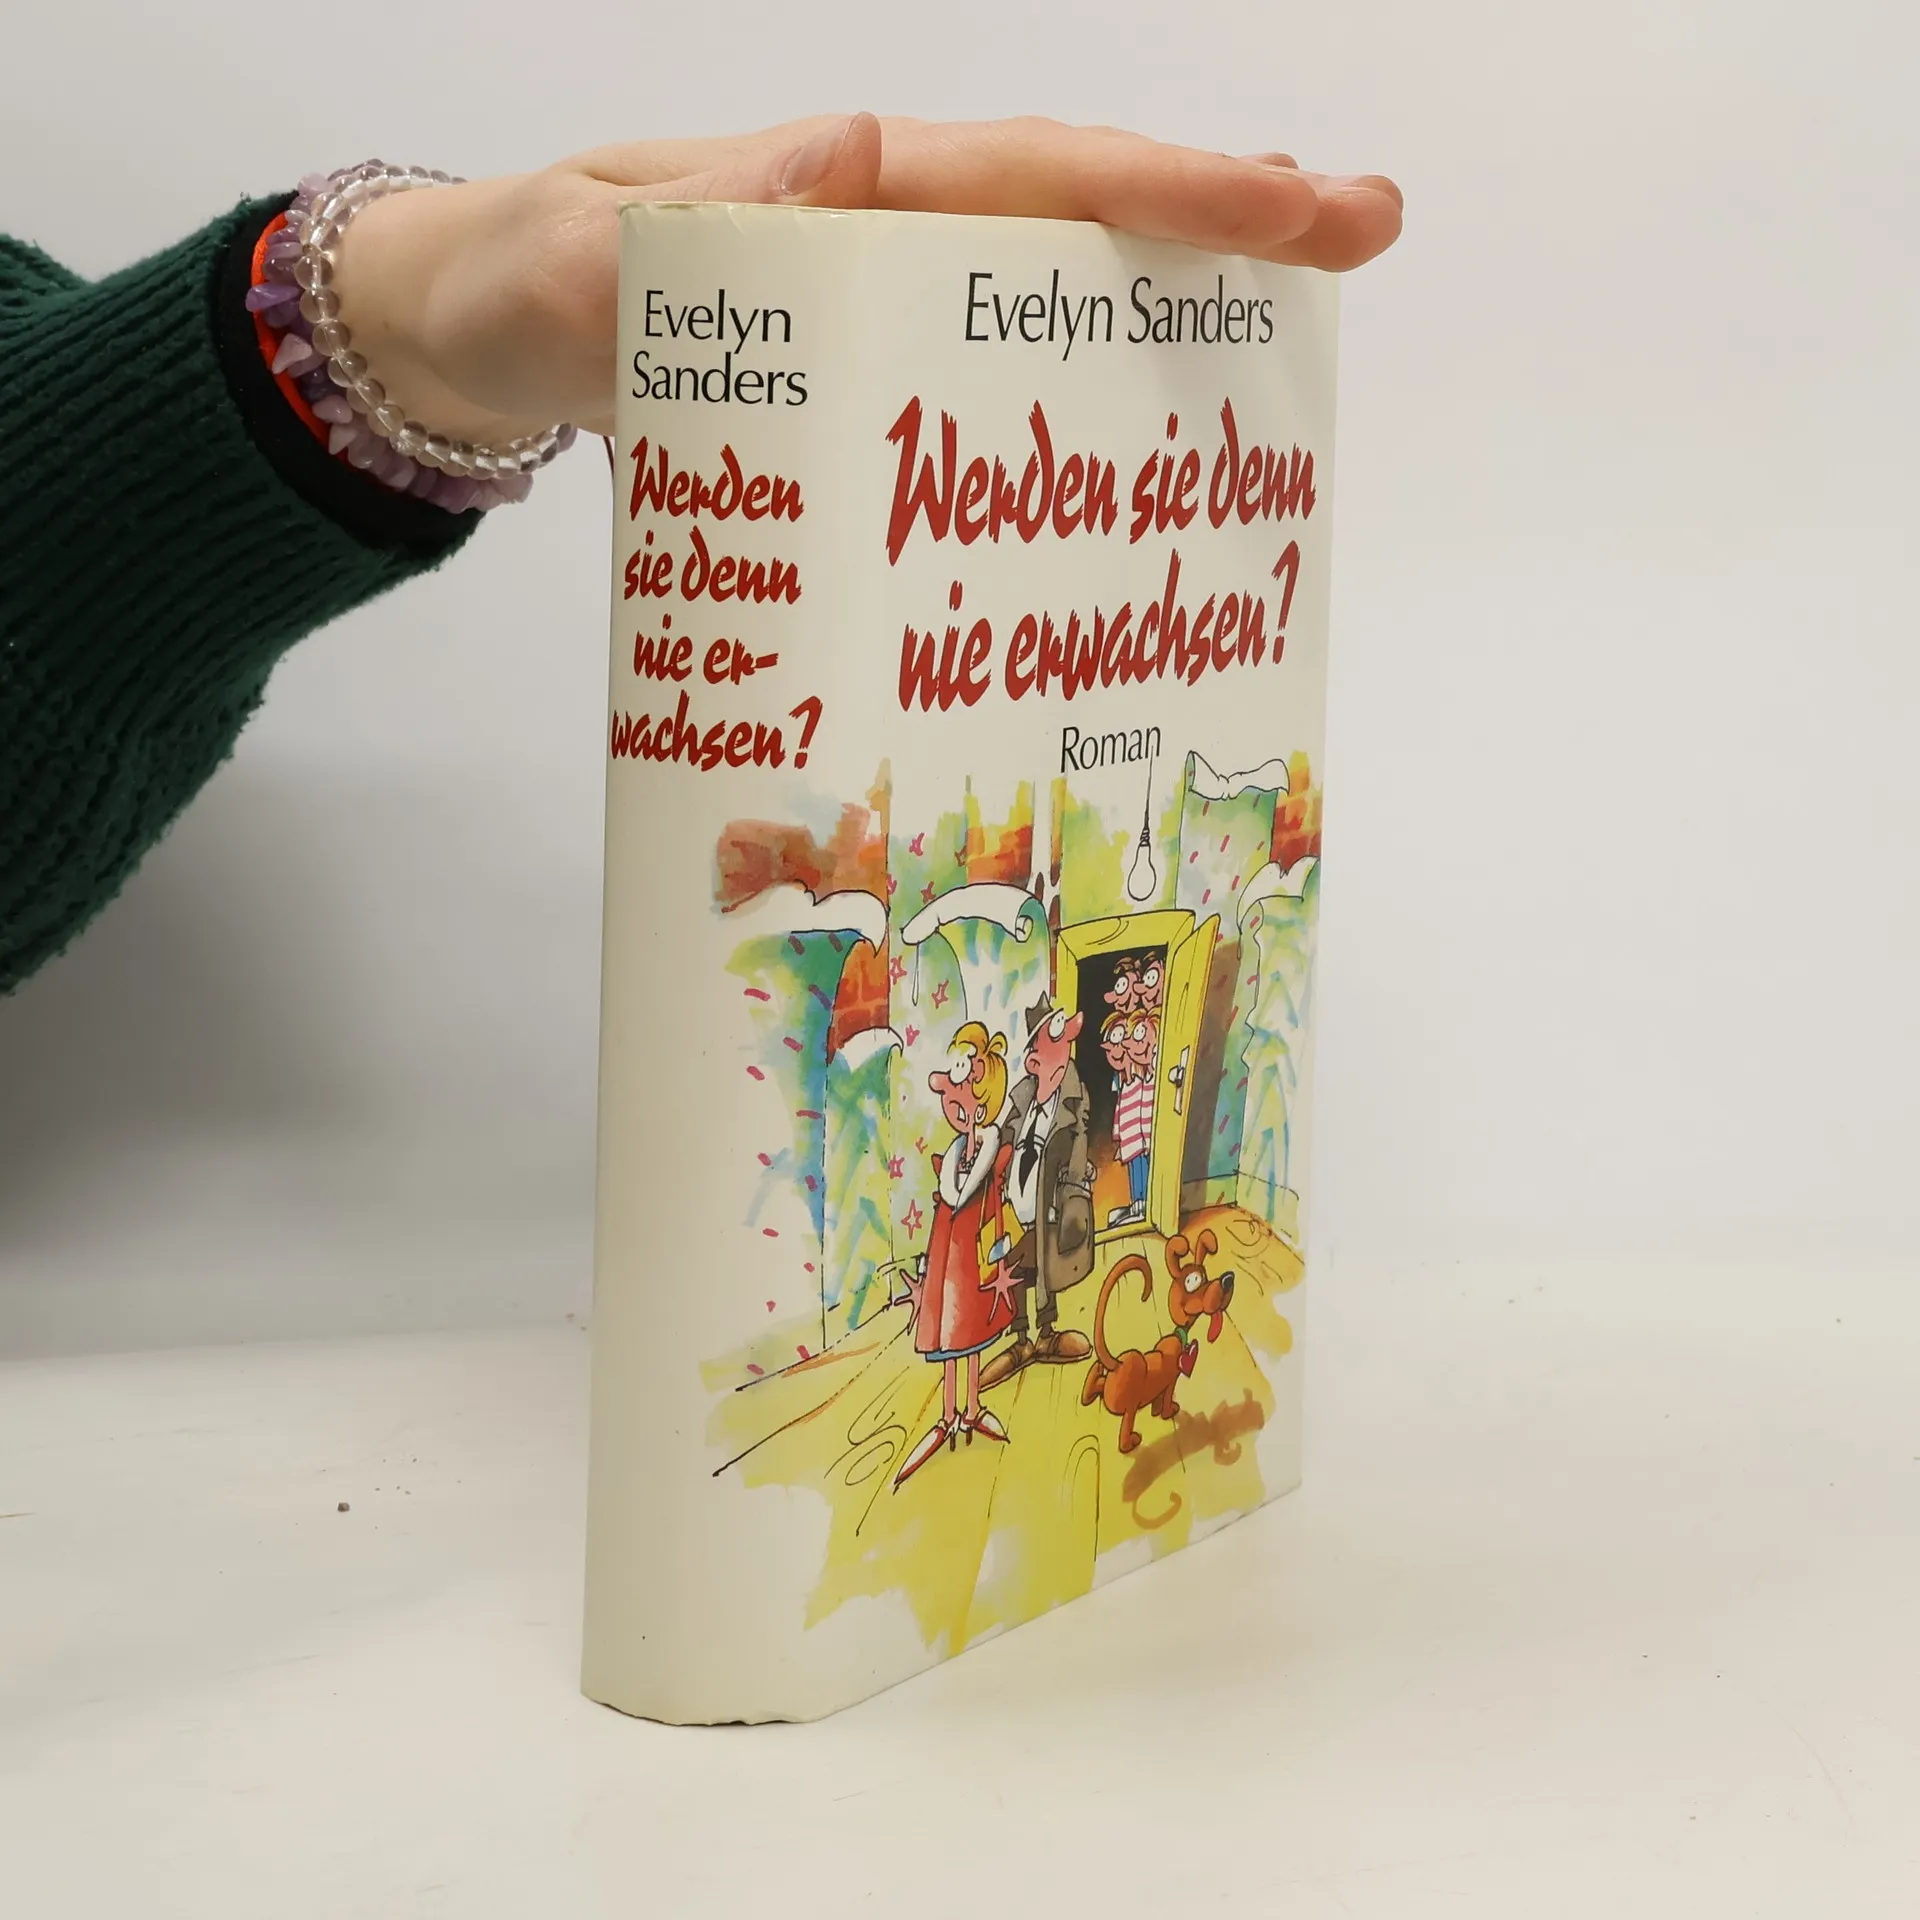 Evelyn
Sanders
Werden
sie denn
nie er-
wachsen?
Evelyn Sanders
Werden sie denn
nie erwachsen?
Roman